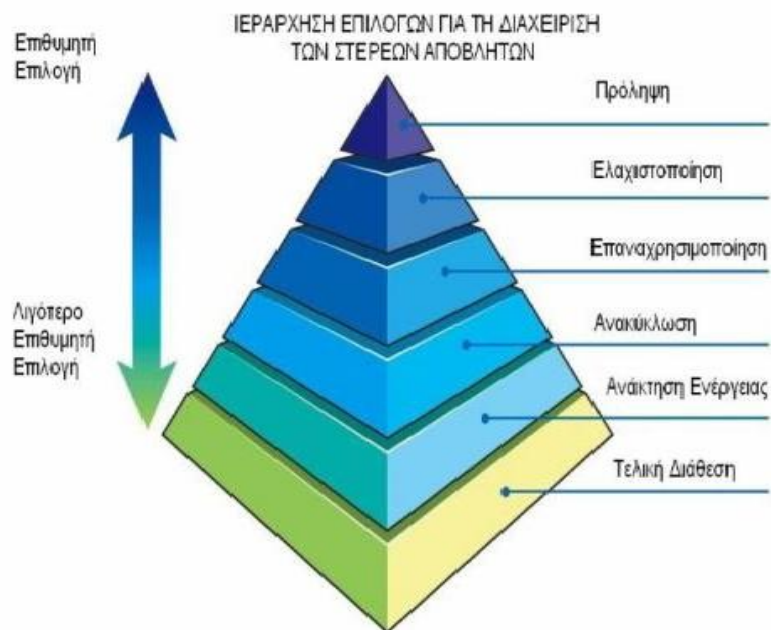 ΙΕΡΑΡΧΗΣΗ ΕΠΙΛΟΓΩΝ ΓΙΑ ΤΗ ΔΙΑΧΕΙΡΙΣΗ
ΤΩΝ ΣΤΕΡΕΩΝ ΑΠΟΒΛΗΤΩΝ
Επιθυμητή
Επιλογή
Πρόληψη
Ελαχιστοποίηση
Επαναχρησιμοποίηση
Λιγότερο
Επιθυμητή
Επιλογή
Ανακύκλωση
Ανάκτηση Ενέργειας
Τελική Διάθεση